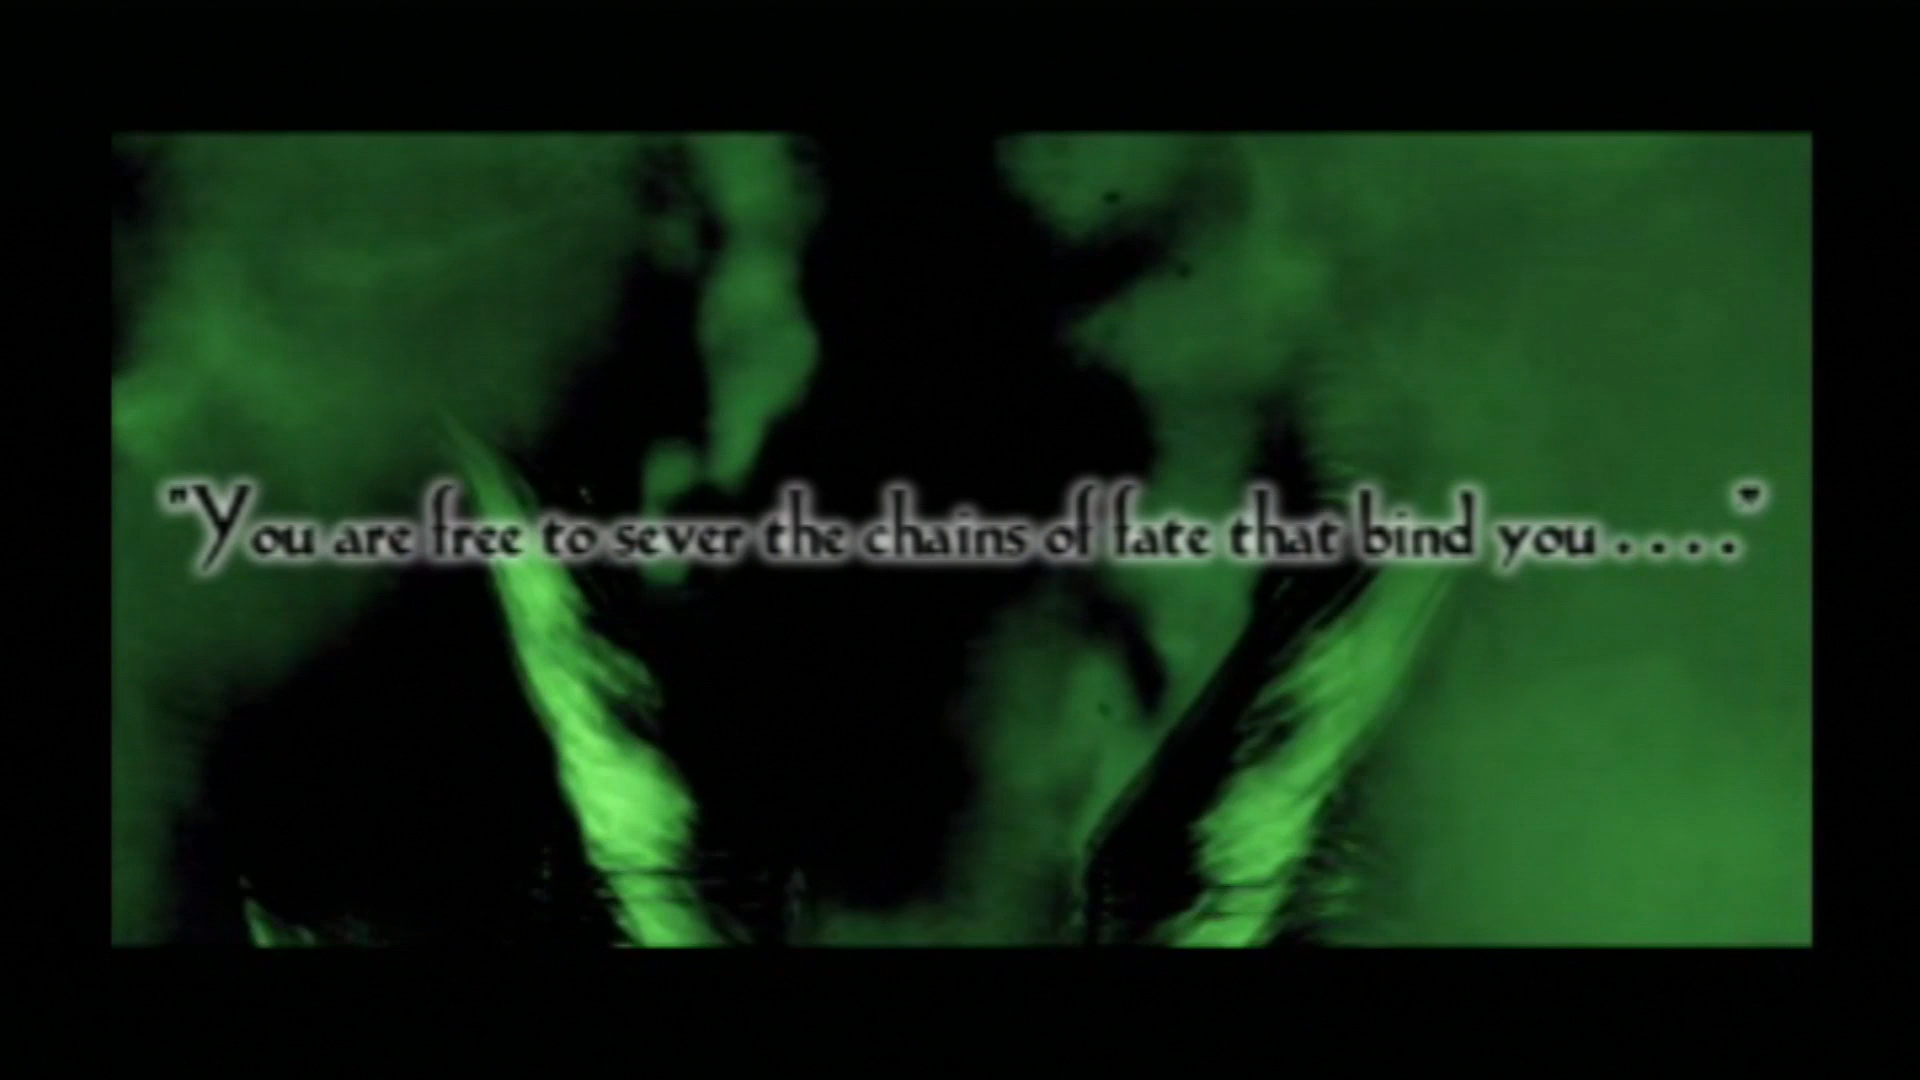 "You are free to sever the chains of fate that bind you...."